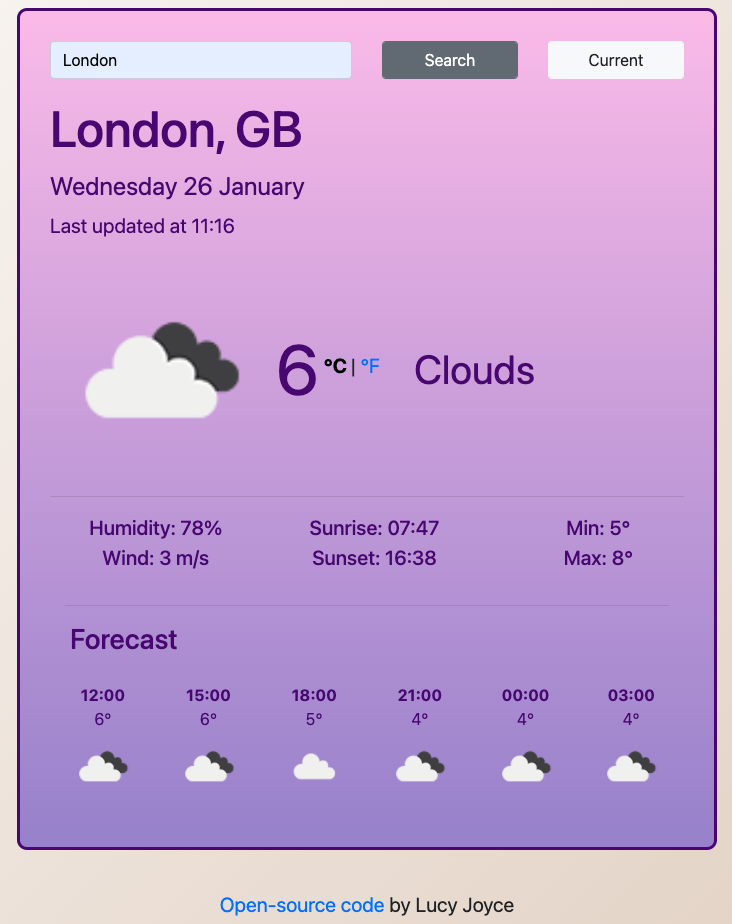 London Search Current
London, GB
Wednesday 26 January
Last updated at 11:16
6 °C | °F Clouds
Humidity: 78% Sunrise: 07:47 Min: 5°
Wind: 3 m/s Sunset: 16:38 Max: 8°
Forecast
12:00 15:00 18:00 21:00 00:00 03:00
6° 6° 5° 4° 4° 4°
Open-source code by Lucy Joyce